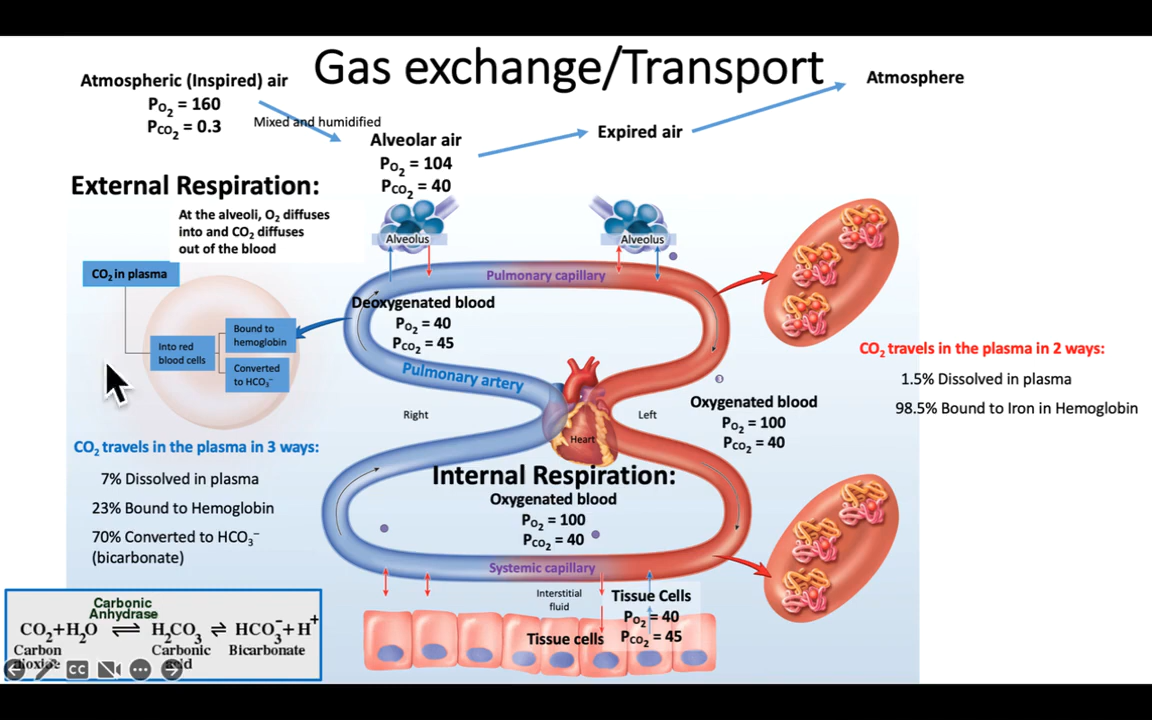 Gas exchange/Transport
Atmospheric (Inspired) air
PO2 = 160
PCO2 = 0.3
Mixed and humidified
Alveolar air
PO2 = 104
PCO2 = 40
Expired air
Atmosphere
External Respiration:
At the alveoli, O2 diffuses
into and CO2 diffuses
out of the blood
Alveolus
Alveolus
CO2 in plasma
Into red
blood cells
Bound to
hemoglobin
Converted
to HCO3−
Pulmonary capillary
Deoxygenated blood
PO2 = 40
PCO2 = 45
Pulmonary artery
Right
Left
Heart
Oxygenated blood
PO2 = 100
PCO2 = 40
CO2 travels in the plasma in 2 ways:
1.5% Dissolved in plasma
98.5% Bound to Iron in Hemoglobin
CO2 travels in the plasma in 3 ways:
7% Dissolved in plasma
23% Bound to Hemoglobin
70% Converted to HCO3−
(bicarbonate)
Internal Respiration:
Oxygenated blood
PO2 = 100
PCO2 = 40
Systemic capillary
Interstitial
fluid
Tissue Cells
PO2 = 40
PCO2 = 45
Tissue cells
Carbonic
Anhydrase
CO2+H2O ⇌ H2CO3 ⇌ HCO3−+H+
Carbon
dioxide
Carbonic
acid
Bicarbonate
CC